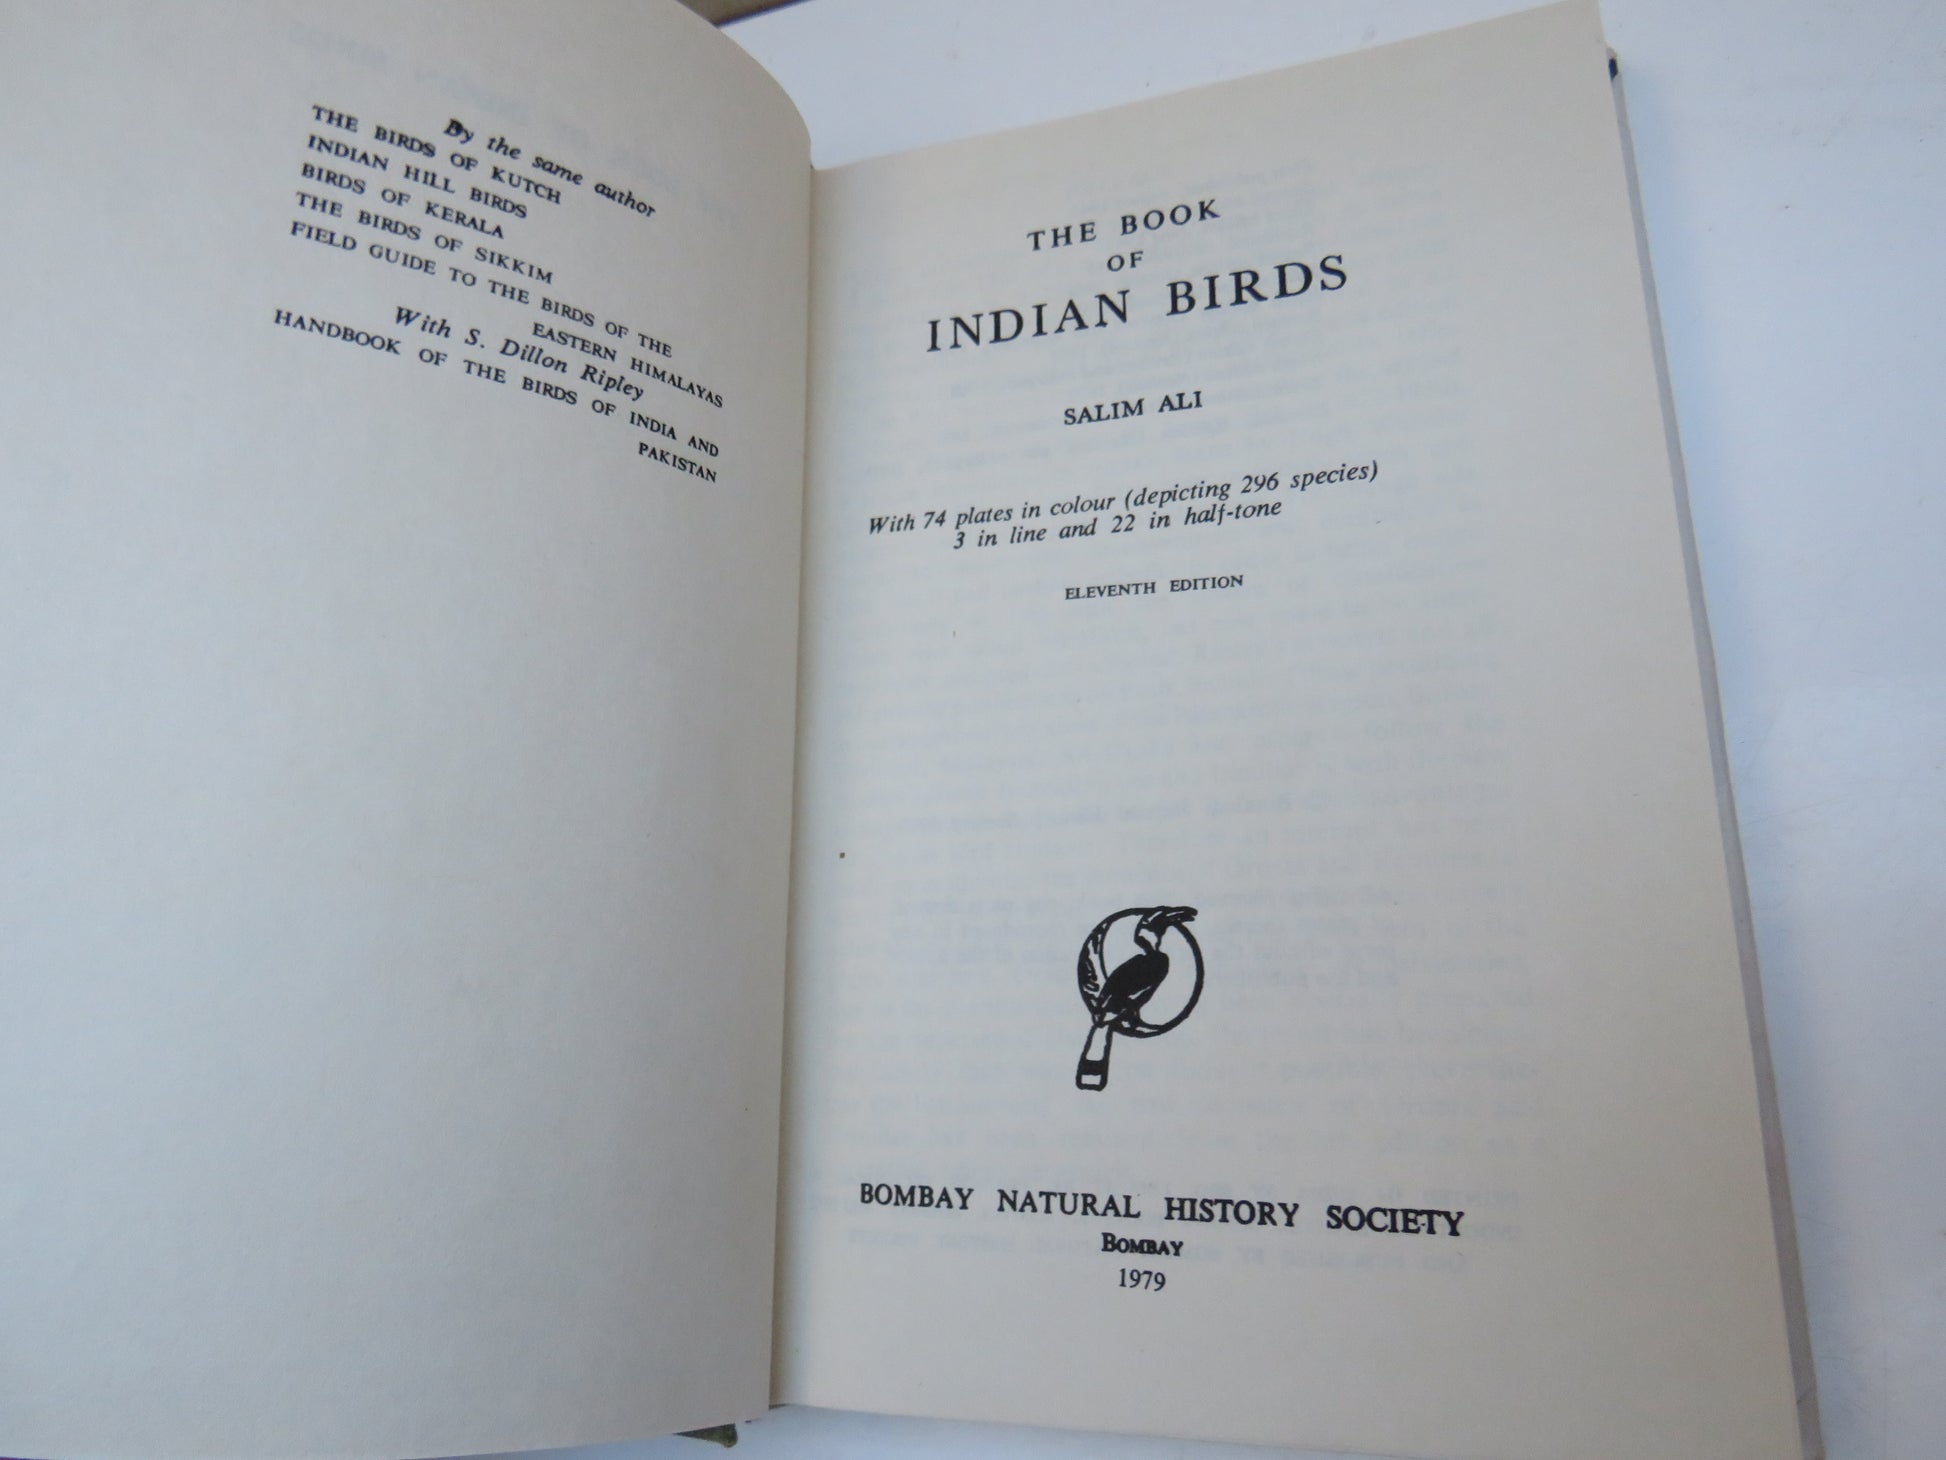 By the same author
THE BIRDS OF KUTCH
INDIAN HILL BIRDS
BIRDS OF KERALA
THE BIRDS OF SIKKIM
FIELD GUIDE TO THE BIRDS OF THE
EASTERN HIMALAYAS
With S. Dillon Ripley
HANDBOOK OF THE BIRDS OF INDIA AND
PAKISTAN
THE BOOK
OF
INDIAN BIRDS
SALIM ALI
With 74 plates in colour (depicting 296 species)
3 in line and 22 in half-tone
ELEVENTH EDITION
BOMBAY NATURAL HISTORY SOCIETY
BOMBAY
1979